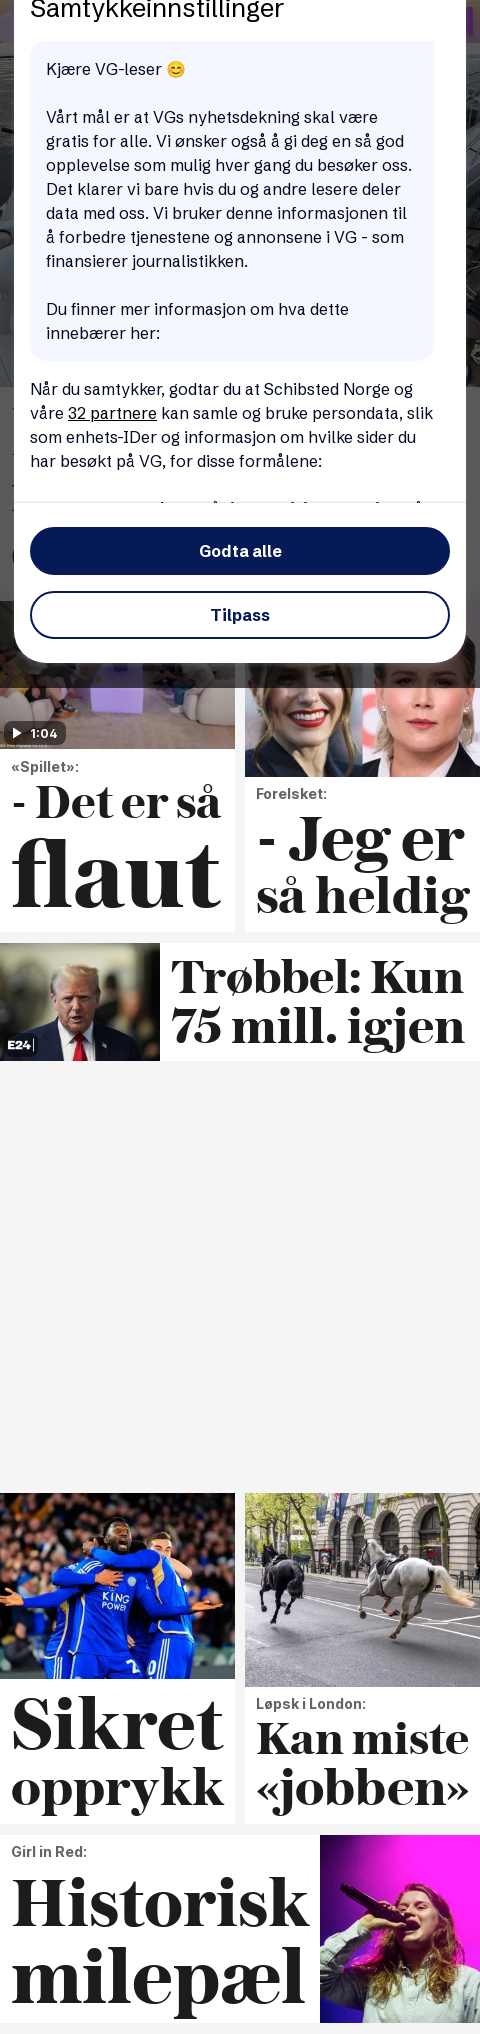 Samtykkeinnstillinger
Kjære VG-leser 😊
Vårt mål er at VGs nyhetsdekning skal være
gratis for alle. Vi ønsker også å gi deg en så god
opplevelse som mulig hver gang du besøker oss.
Det klarer vi bare hvis du og andre lesere deler
data med oss. Vi bruker denne informasjonen til
å forbedre tjenestene og annonsene i VG - som
finansierer journalistikken.
Du finner mer informasjon om hva dette
innebærer her:
Når du samtykker, godtar du at Schibsted Norge og
våre 32 partnere kan samle og bruke persondata, slik
som enhets-IDer og informasjon om hvilke sider du
har besøkt på VG, for disse formålene:
Godta alle
Tilpass
1:04
«Spillet»:
- Det er så
flaut
Forelsket:
- Jeg er
så heldig
E24
Trøbbel: Kun
75 mill. igjen
KING
POWER
Sikret
opprykk
Løpsk i London:
Kan miste
«jobben»
Girl in Red:
Historisk
milepæl